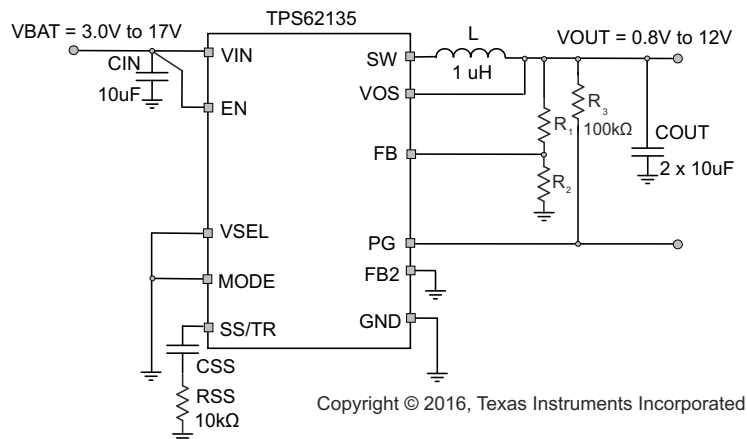 TPS62135
VBAT = 3.0V to 17V
VIN
CIN
10uF
EN
VSEL
MODE
SS/TR
CSS
RSS
10kΩ
SW
L
1 uH
VOUT = 0.8V to 12V
VOS
R₃
100kΩ
R₁
FB
R₂
COUT
2 x 10uF
PG
FB2
GND
Copyright © 2016, Texas Instruments Incorporated